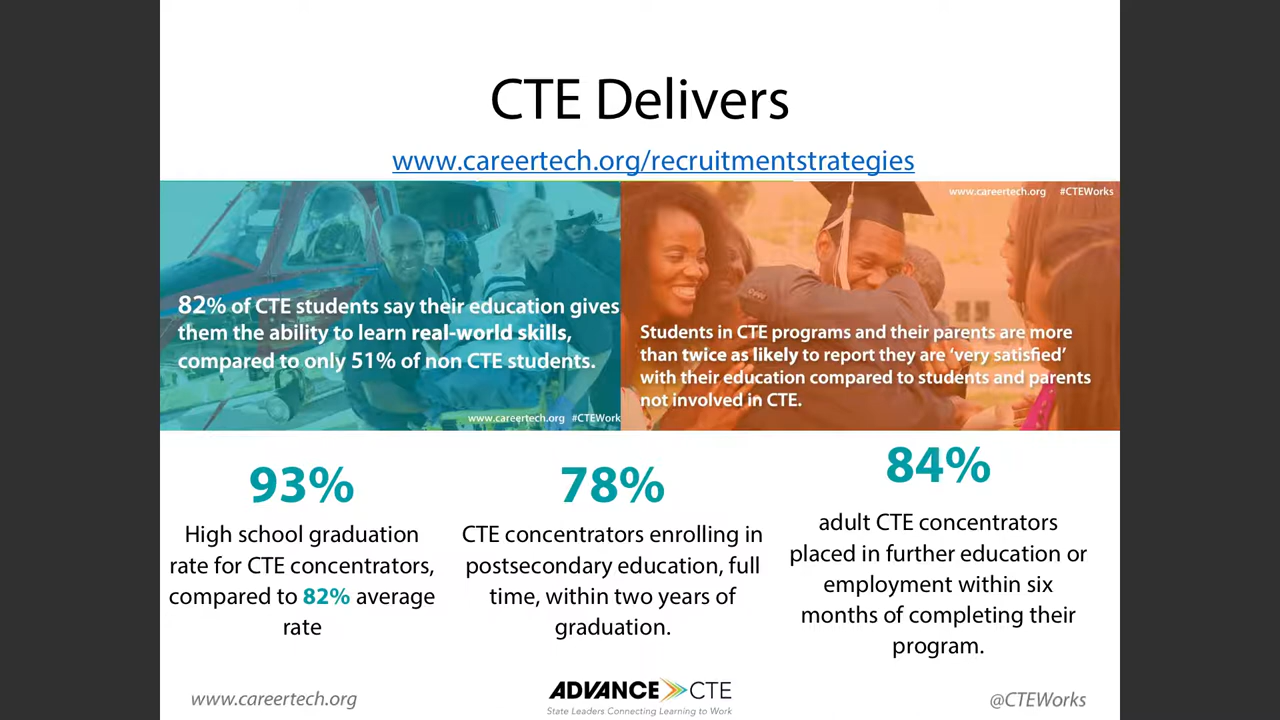 CTE Delivers
www.careertech.org/recruitmentstrategies
82% of CTE students say their education gives
them the ability to learn real-world skills,
compared to only 51% of non CTE students.
www.careertech.org #CTEWork
www.careertech.org #CTEWorks
Students in CTE programs and their parents are more
than twice as likely to report they are ‘very satisfied’
with their education compared to students and parents
not involved in CTE.
93%
High school graduation
rate for CTE concentrators,
compared to 82% average
rate
78%
CTE concentrators enrolling in
postsecondary education, full
time, within two years of
graduation.
84%
adult CTE concentrators
placed in further education or
employment within six
months of completing their
program.
www.careertech.org
ADVANCE CTE
State Leaders Connecting Learning to Work
@CTEWorks